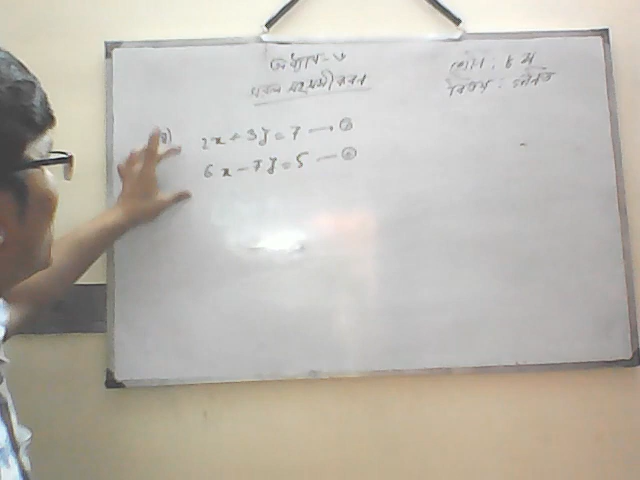 অধ্যায়-৬
সরল সহসমীকরণ
শ্রেণি : ৮ম
বিষয় : গণিত
2x + 3y = 7 — ①
6x - 7y = 5 — ②